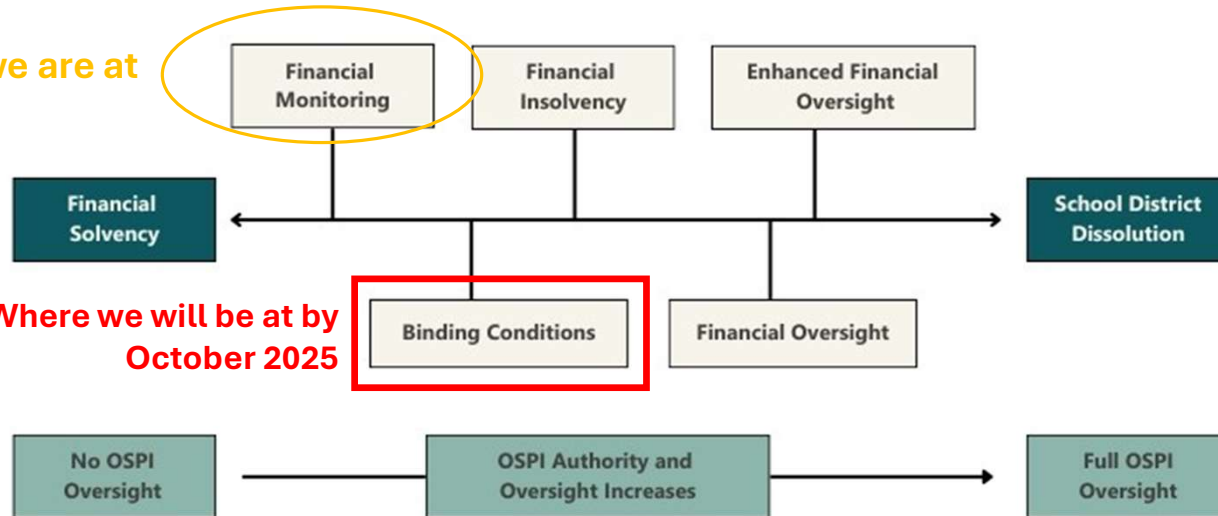 we are at
Financial
Monitoring
Financial
Insolvency
Enhanced Financial
Oversight
Financial
Solvency
School District
Dissolution
Where we will be at by
October 2025
Binding Conditions
Financial Oversight
No OSPI
Oversight
OSPI Authority and
Oversight Increases
Full OSPI
Oversight